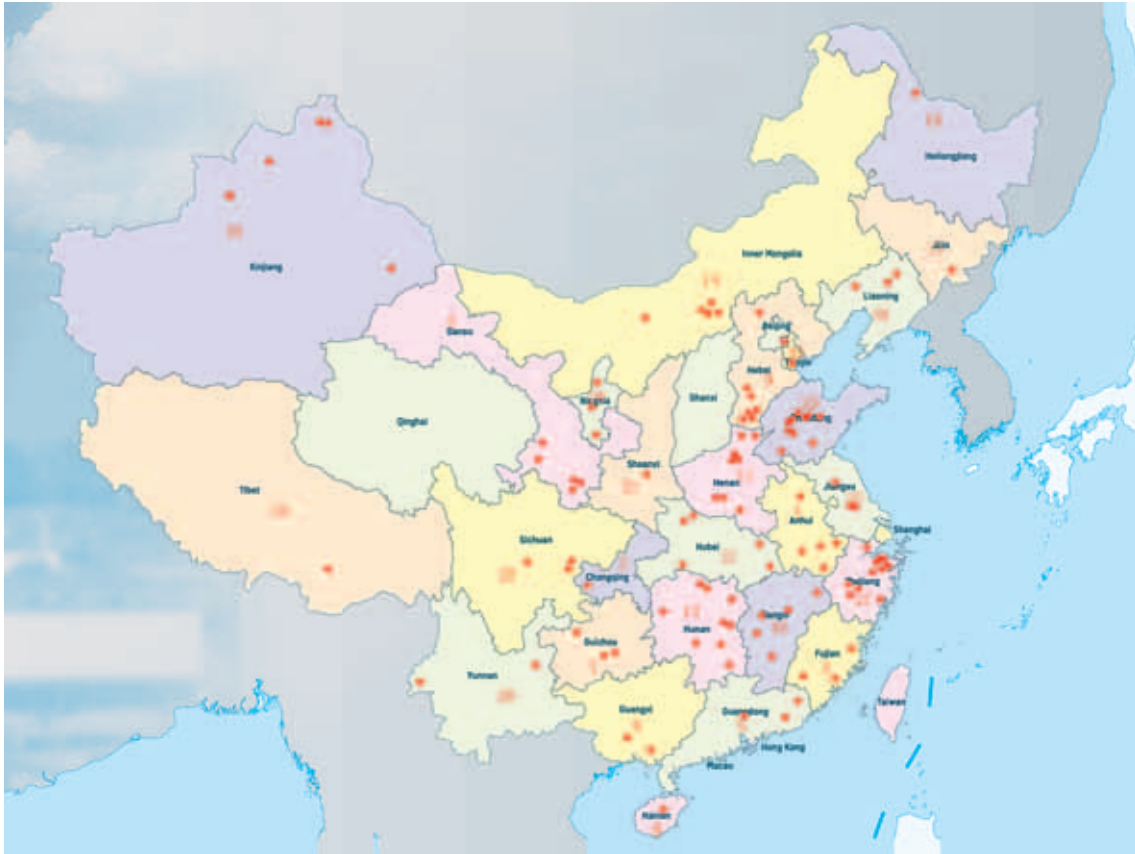 Heilongjiang
Jilin
Xinjiang
Inner Mongolia
Liaoning
Gansu
Beijing
Tianjin
Hebei
Ningxia
Shanxi
Shandong
Qinghai
Shaanxi
Henan
Tibet
Jiangsu
Anhui
Shanghai
Sichuan
Hubei
Chongqing
Zhejiang
Hunan
Jiangxi
Guizhou
Fujian
Yunnan
Guangxi
Guangdong
Taiwan
Hong Kong
Macau
Hainan